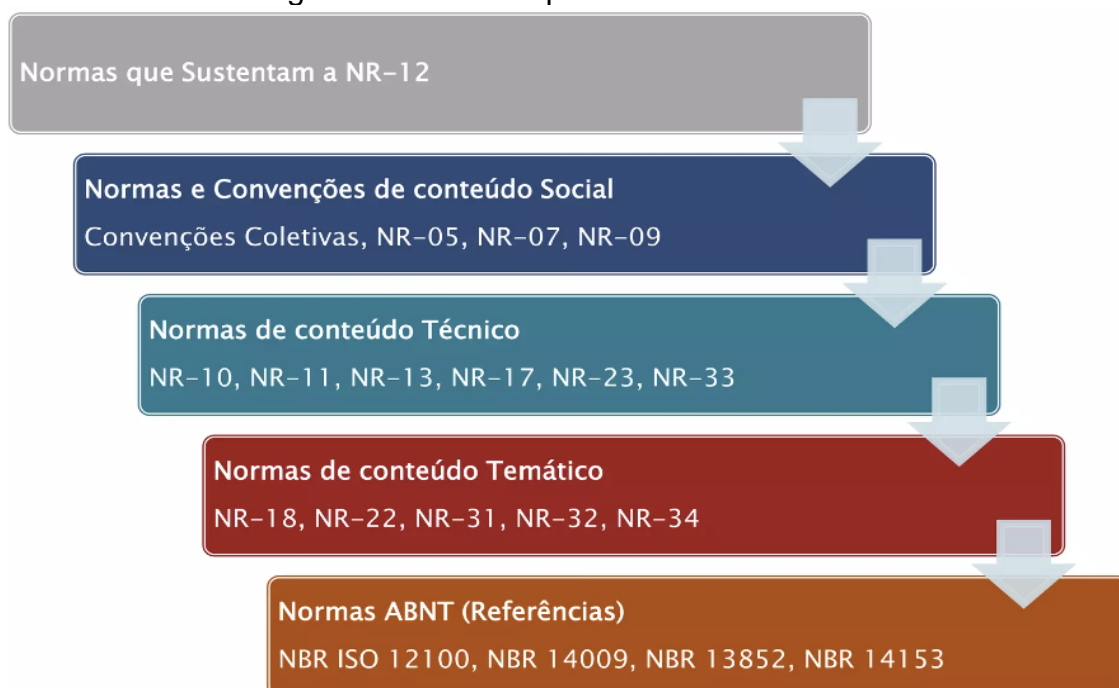 Normas que Sustentam a NR-12
Normas e Convenções de conteúdo Social
Convenções Coletivas, NR-05, NR-07, NR-09
Normas de conteúdo Técnico
NR-10, NR-11, NR-13, NR-17, NR-23, NR-33
Normas de conteúdo Temático
NR-18, NR-22, NR-31, NR-32, NR-34
Normas ABNT (Referências)
NBR ISO 12100, NBR 14009, NBR 13852, NBR 14153